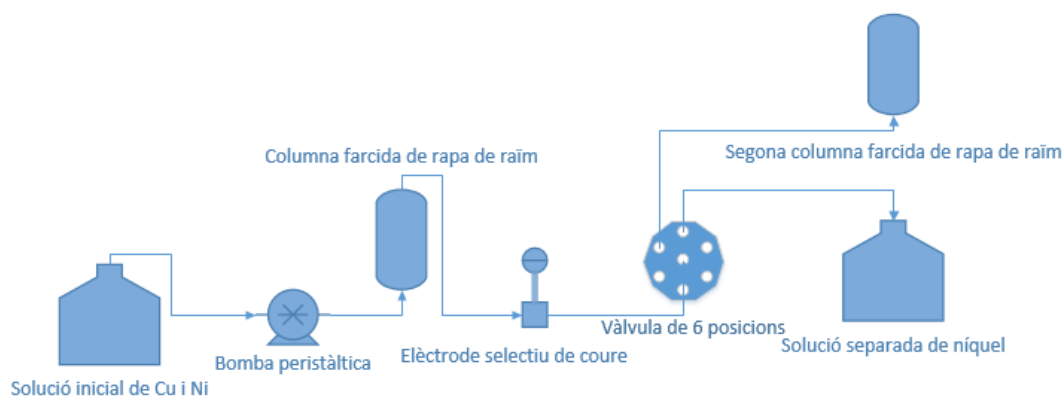 Segona columna farcida de rapa de raïm
Columna farcida de rapa de raïm
Vàlvula de 6 posicions
Solució separada de níquel
Elèctrode selectiu de coure
Bomba peristàltica
Solució inicial de Cu i Ni